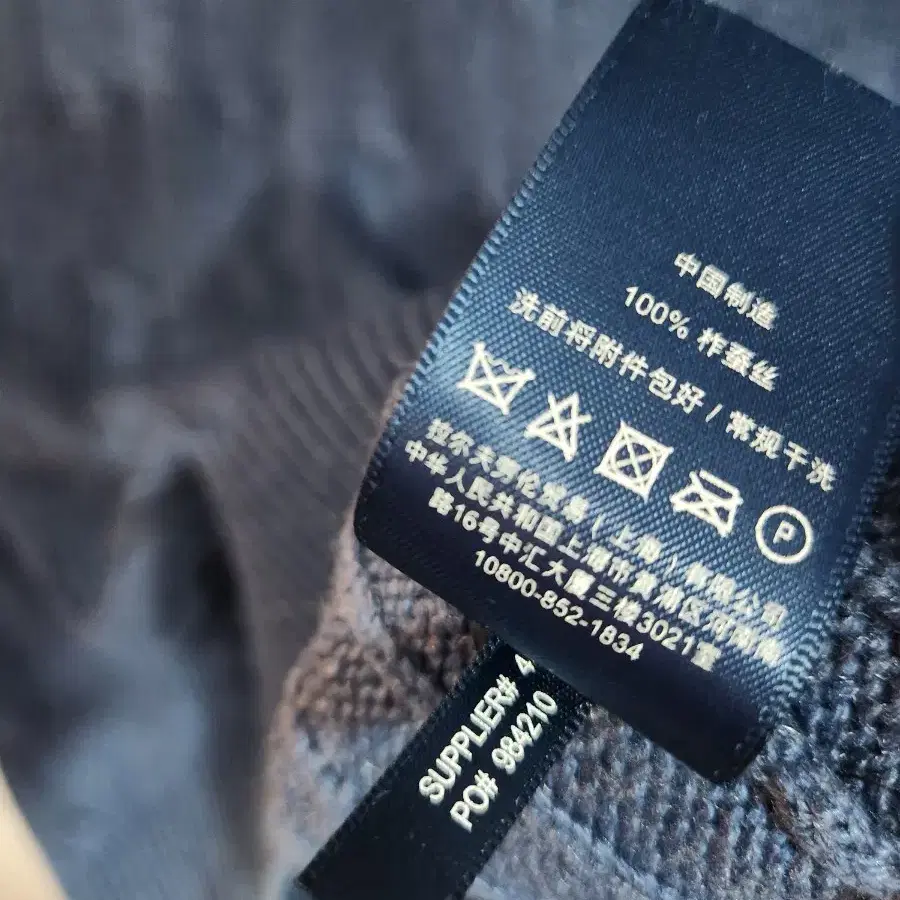 中国制造
100% 柞蚕丝
洗前将附件包好 / 常规干洗
P
拉尔夫劳伦贸易 (上海) 有限公司
中华人民共和国上海市黄浦区河南南
路16号中汇大厦三楼3021室
10800-852-1834
SUPPLIER# 4
PO# 984210